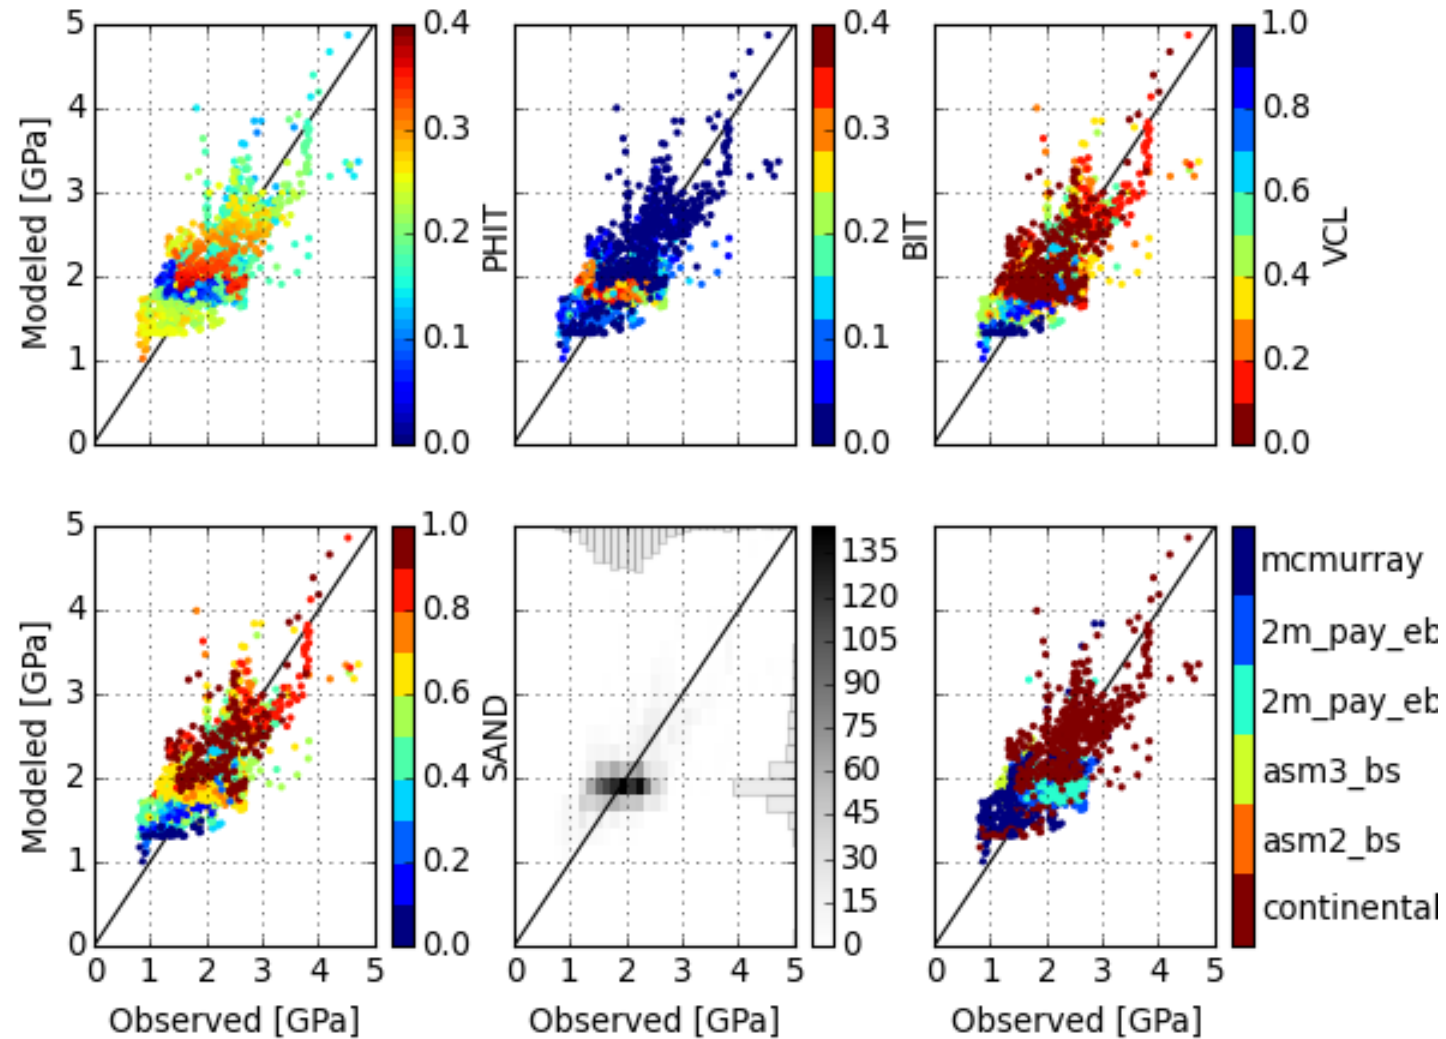 5
4
3
2
1
0
Modeled [GPa]
0.4
0.3
0.2
0.1
0.0
PHIT
0.4
0.3
0.2
0.1
0.0
BIT
1.0
0.8
0.6
0.4
0.2
0.0
VCL
5
4
3
2
1
0
Modeled [GPa]
0 1 2 3 4 5
Observed [GPa]
1.0
0.8
0.6
0.4
0.2
0.0
SAND
0 1 2 3 4 5
Observed [GPa]
135
120
105
90
75
60
45
30
15
0
0 1 2 3 4 5
Observed [GPa]
mcmurray
2m_pay_eb
2m_pay_eb
asm3_bs
asm2_bs
continental